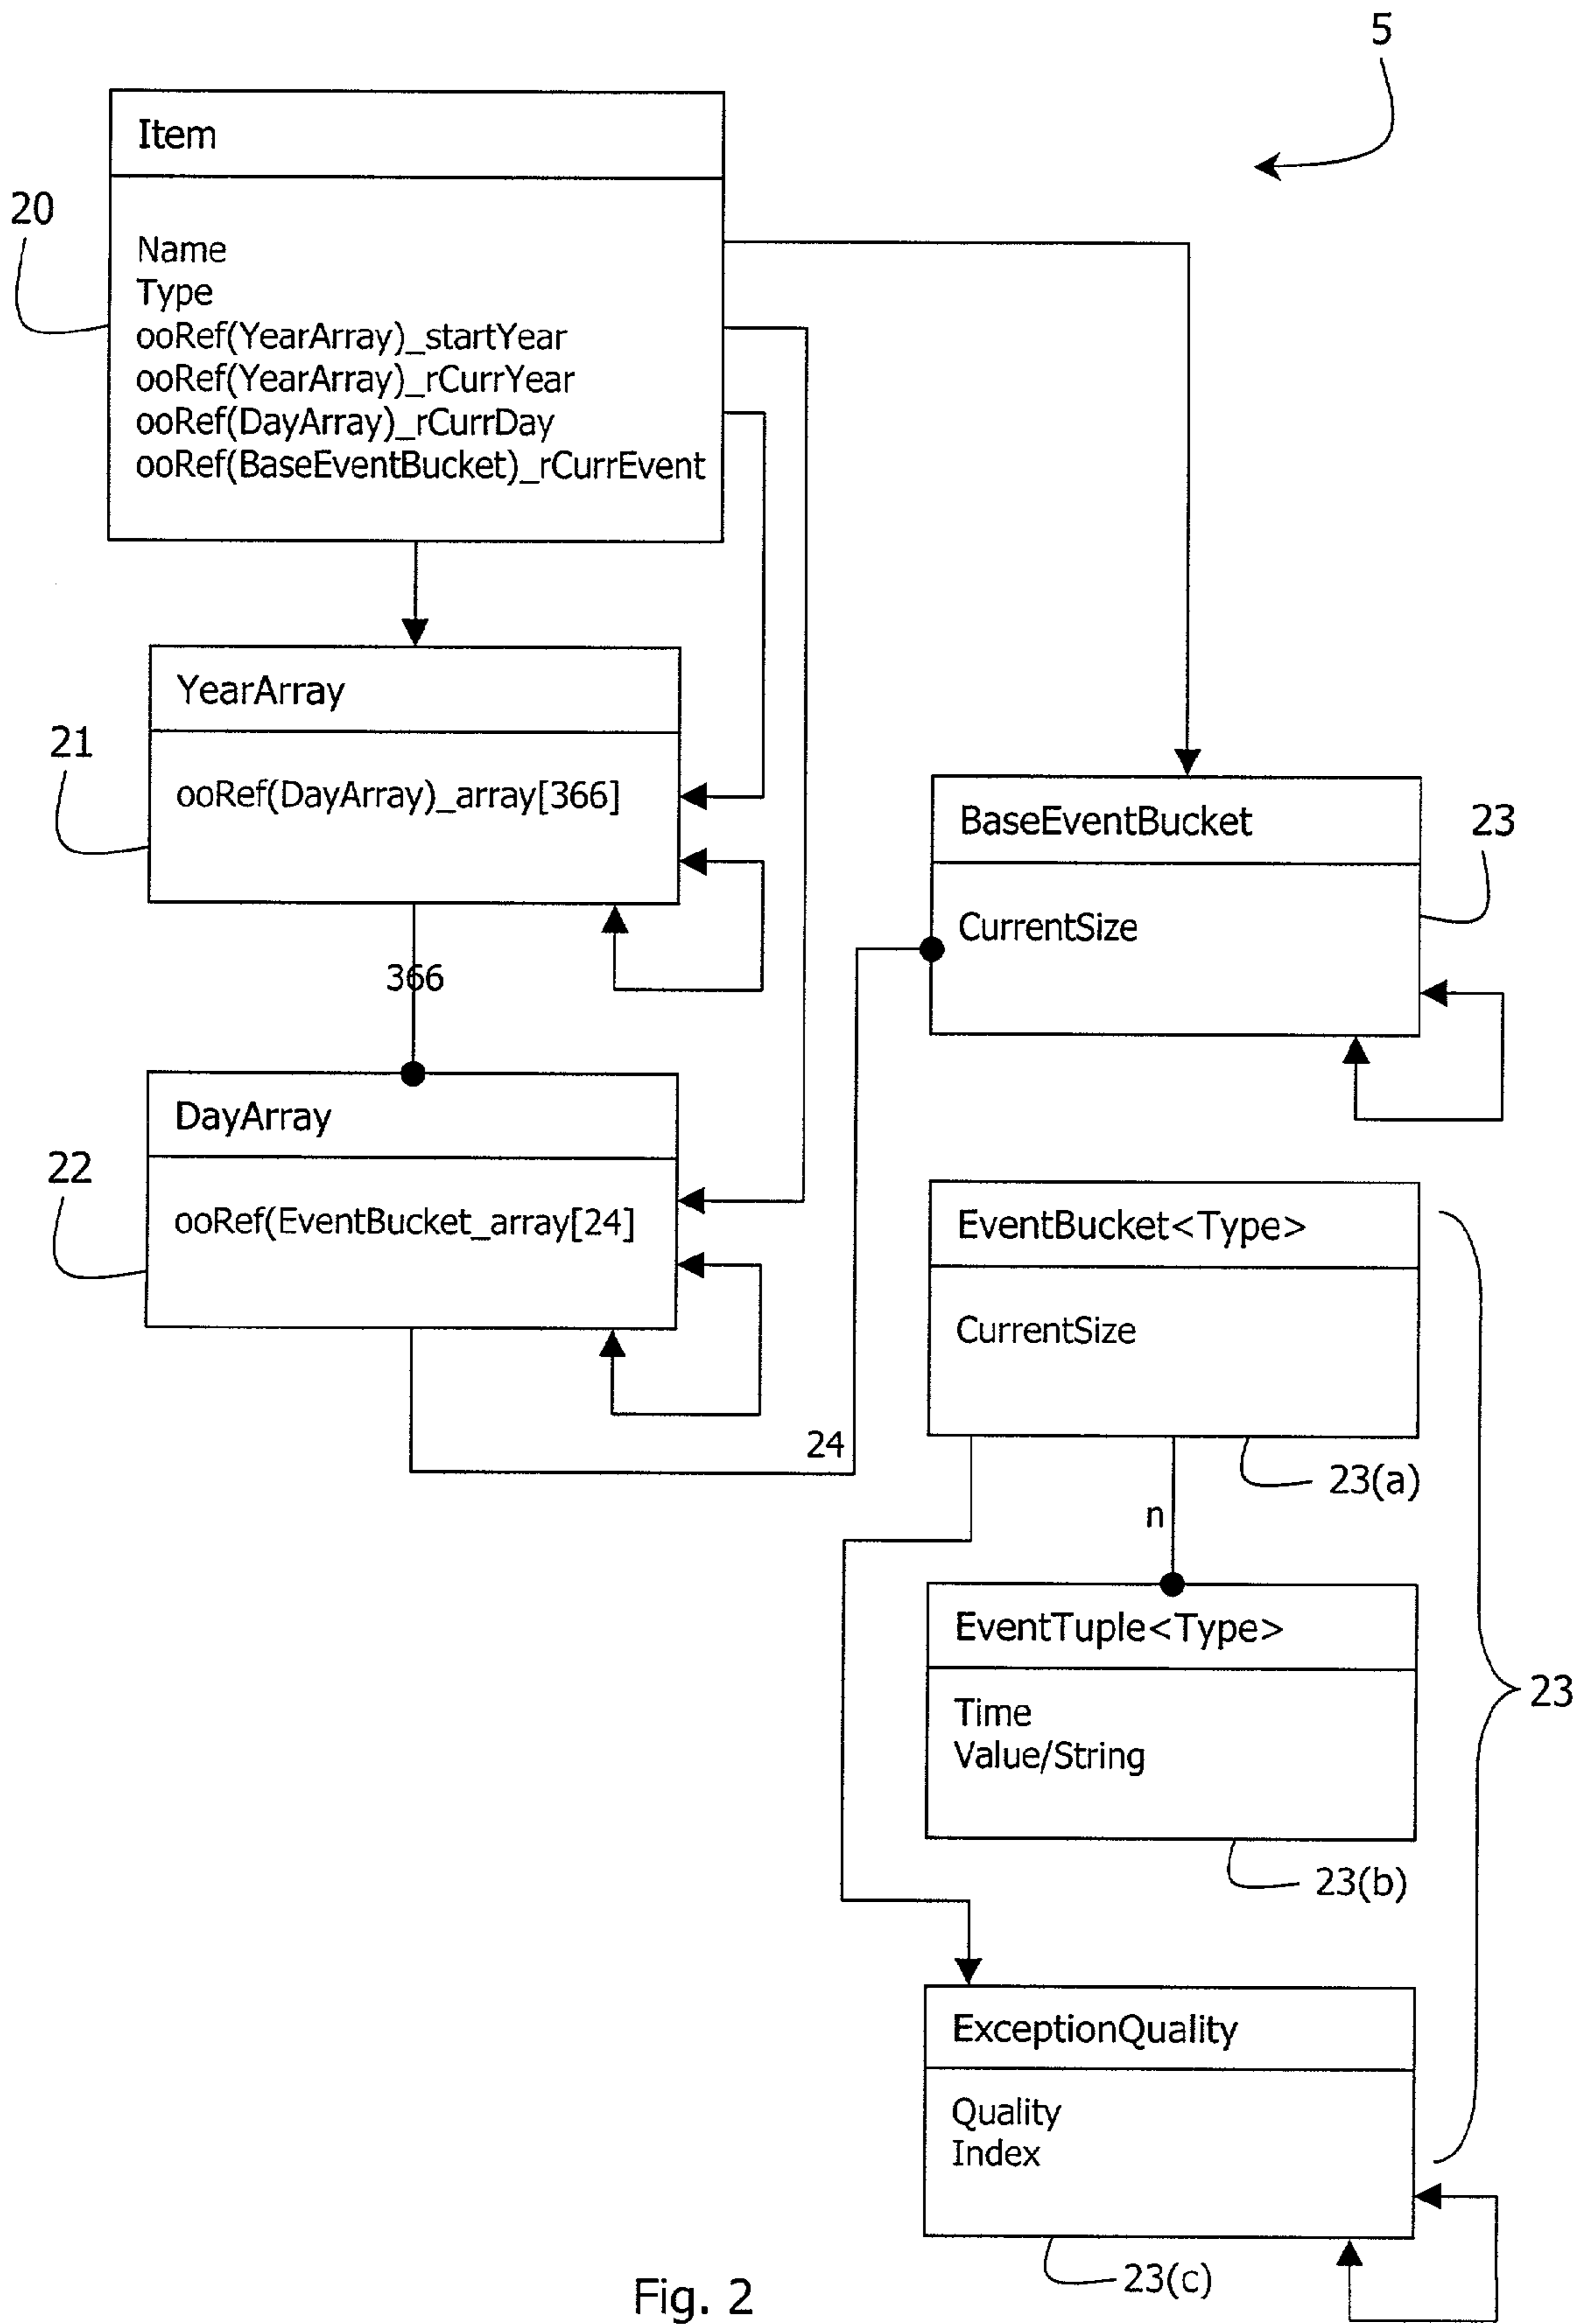 5
Item
20
Name
Type
ooRef(YearArray)_startYear
ooRef(YearArray)_rCurrYear
ooRef(DayArray)_rCurrDay
ooRef(BaseEventBucket)_rCurrEvent
YearArray
21
ooRef(DayArray)_array[366]
366
BaseEventBucket
23
CurrentSize
DayArray
22
ooRef(EventBucket_array[24]
24
EventBucket<Type>
CurrentSize
23(a)
n
EventTuple<Type>
Time
Value/String
23
23(b)
ExceptionQuality
Quality
Index
23(c)
Fig. 2